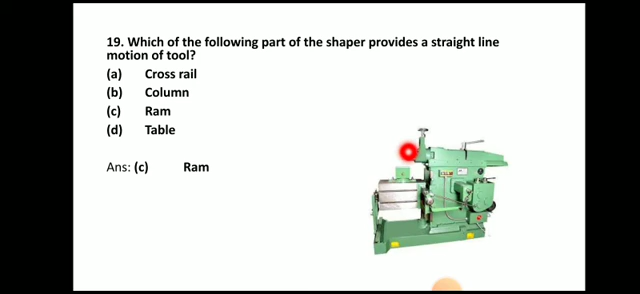 19. Which of the following part of the shaper provides a straight line
motion of tool?
(a) Cross rail
(b) Column
(c) Ram
(d) Table
Ans: (c) Ram